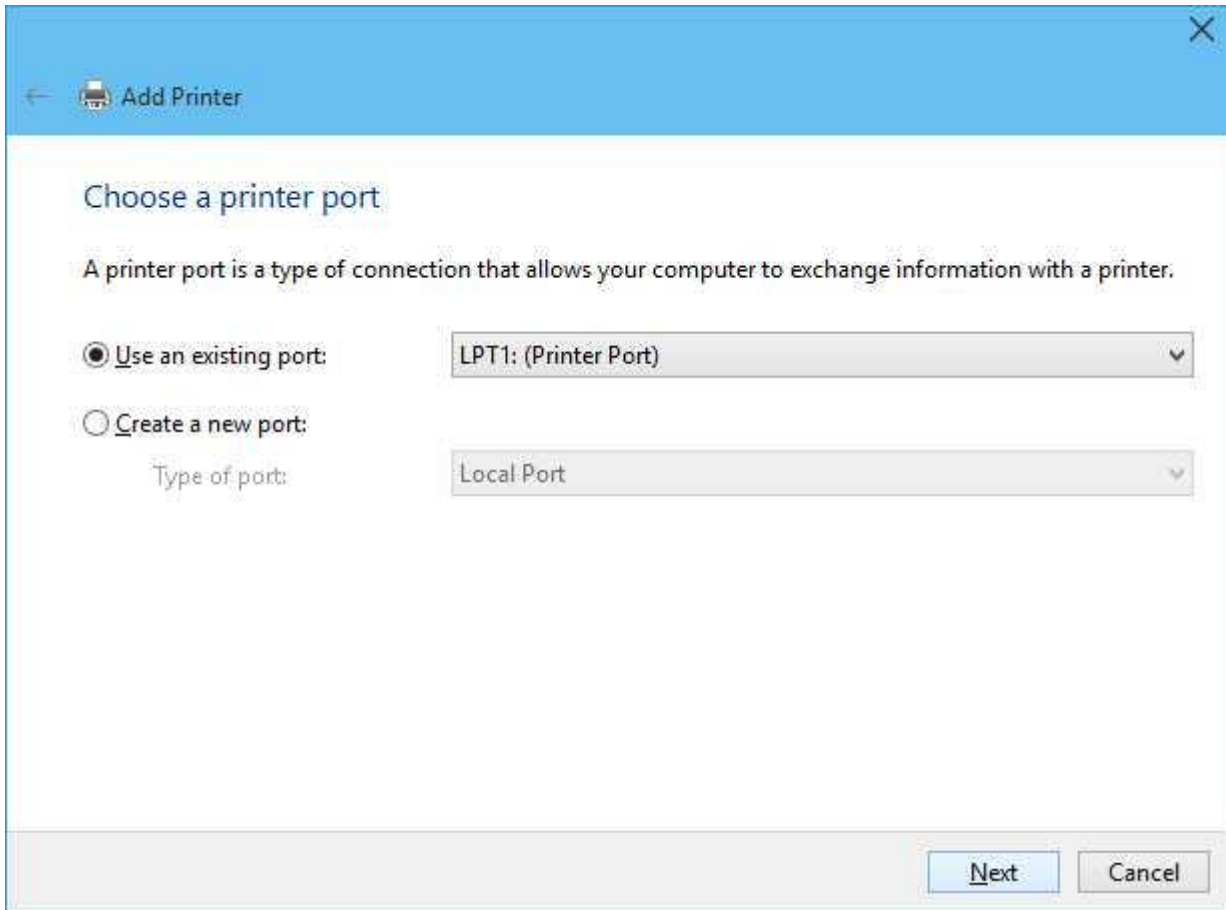 Add Printer
Choose a printer port
A printer port is a type of connection that allows your computer to exchange information with a printer.
Use an existing port: LPT1: (Printer Port)
Create a new port:
Type of port: Local Port
Next Cancel